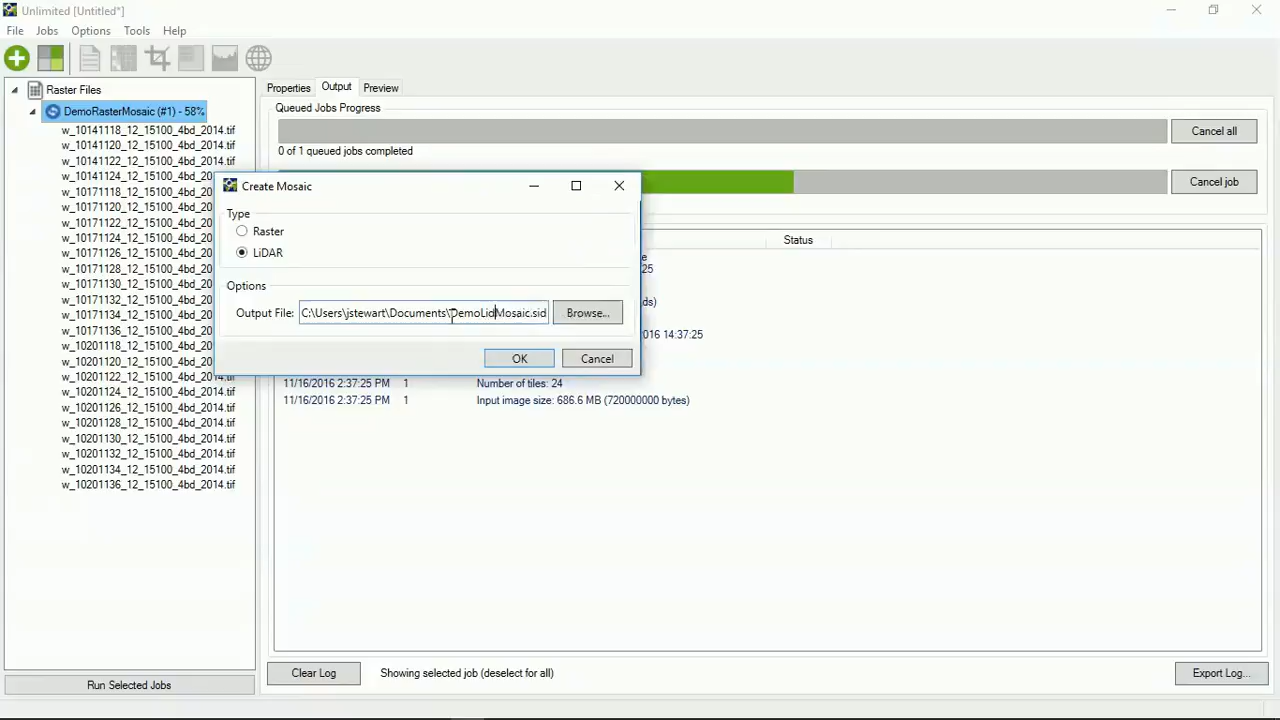 Unlimited [Untitled*]
File Jobs Options Tools Help
Raster Files
DemoRasterMosaic (#1) - 58%
w_10141118_12_15100_4bd_2014.tif
w_10141120_12_15100_4bd_2014.tif
w_10141122_12_15100_4bd_2014.tif
w_10141124_12_15100_4bd_20
w_10171118_12_15100_4bd_20
w_10171120_12_15100_4bd_20
w_10171122_12_15100_4bd_20
w_10171124_12_15100_4bd_20
w_10171126_12_15100_4bd_20
w_10171128_12_15100_4bd_20
w_10171130_12_15100_4bd_20
w_10171132_12_15100_4bd_20
w_10171134_12_15100_4bd_20
w_10201118_12_15100_4bd_20
w_10201120_12_15100_4bd_20
w_10201122_12_15100_4bd_2014.tif
w_10201124_12_15100_4bd_2014.tif
w_10201126_12_15100_4bd_2014.tif
w_10201128_12_15100_4bd_2014.tif
w_10201130_12_15100_4bd_2014.tif
w_10201132_12_15100_4bd_2014.tif
w_10201134_12_15100_4bd_2014.tif
w_10201136_12_15100_4bd_2014.tif
Run Selected Jobs
Properties Output Preview
Queued Jobs Progress
Cancel all
0 of 1 queued jobs completed
Cancel job
Create Mosaic
Type
Raster
LiDAR
Options
Output File: C:\Users\jstewart\Documents\DemoLidMosaic.sid Browse...
OK Cancel
Status
e
25
ds)
016 14:37:25
11/16/2016 2:37:25 PM 1 Number of tiles: 24
11/16/2016 2:37:25 PM 1 Input image size: 686.6 MB (720000000 bytes)
Clear Log Showing selected job (deselect for all) Export Log...